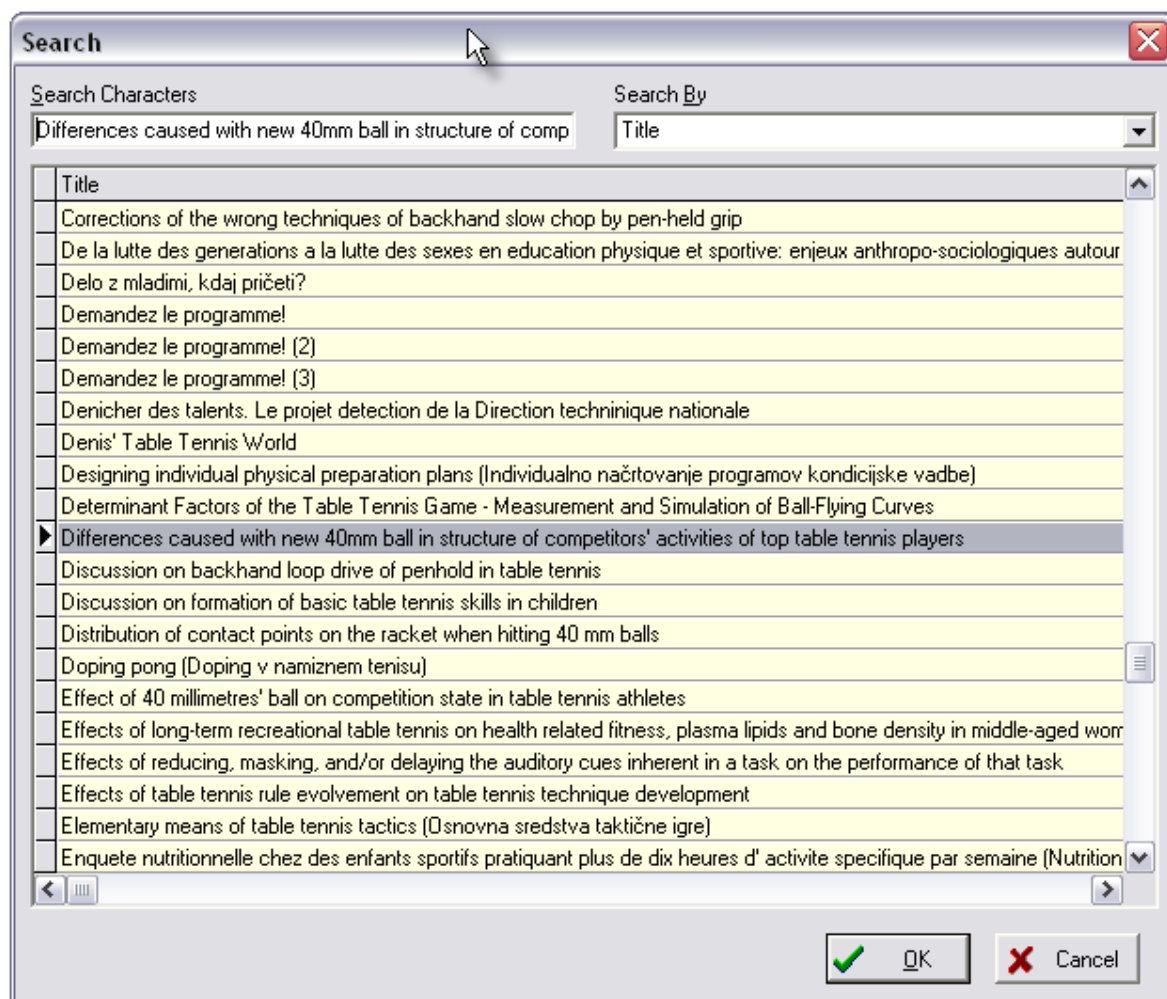 Search
Search Characters
Search By
Differences caused with new 40mm ball in structure of comp
Title
Title
Corrections of the wrong techniques of backhand slow chop by pen-held grip
De la lutte des generations a la lutte des sexes en education physique et sportive: enjeux anthropo-sociologiques autour
Delo z mladimi, kdaj pričeti?
Demandez le programme!
Demandez le programme! (2)
Demandez le programme! (3)
Denicher des talents. Le projet detection de la Direction techninique nationale
Denis' Table Tennis World
Designing individual physical preparation plans (Individualno načrtovanje programov kondicijske vadbe)
Determinant Factors of the Table Tennis Game - Measurement and Simulation of Ball-Flying Curves
Differences caused with new 40mm ball in structure of competitors' activities of top table tennis players
Discussion on backhand loop drive of penhold in table tennis
Discussion on formation of basic table tennis skills in children
Distribution of contact points on the racket when hitting 40 mm balls
Doping pong (Doping v namiznem tenisu)
Effect of 40 millimetres' ball on competition state in table tennis athletes
Effects of long-term recreational table tennis on health related fitness, plasma lipids and bone density in middle-aged wom
Effects of reducing, masking, and/or delaying the auditory cues inherent in a task on the performance of that task
Effects of table tennis rule evolvement on table tennis technique development
Elementary means of table tennis tactics (Osnovna sredstva taktične igre)
Enquete nutritionnelle chez des enfants sportifs pratiquant plus de dix heures d' activite specifique par semaine (Nutrition
OK
Cancel